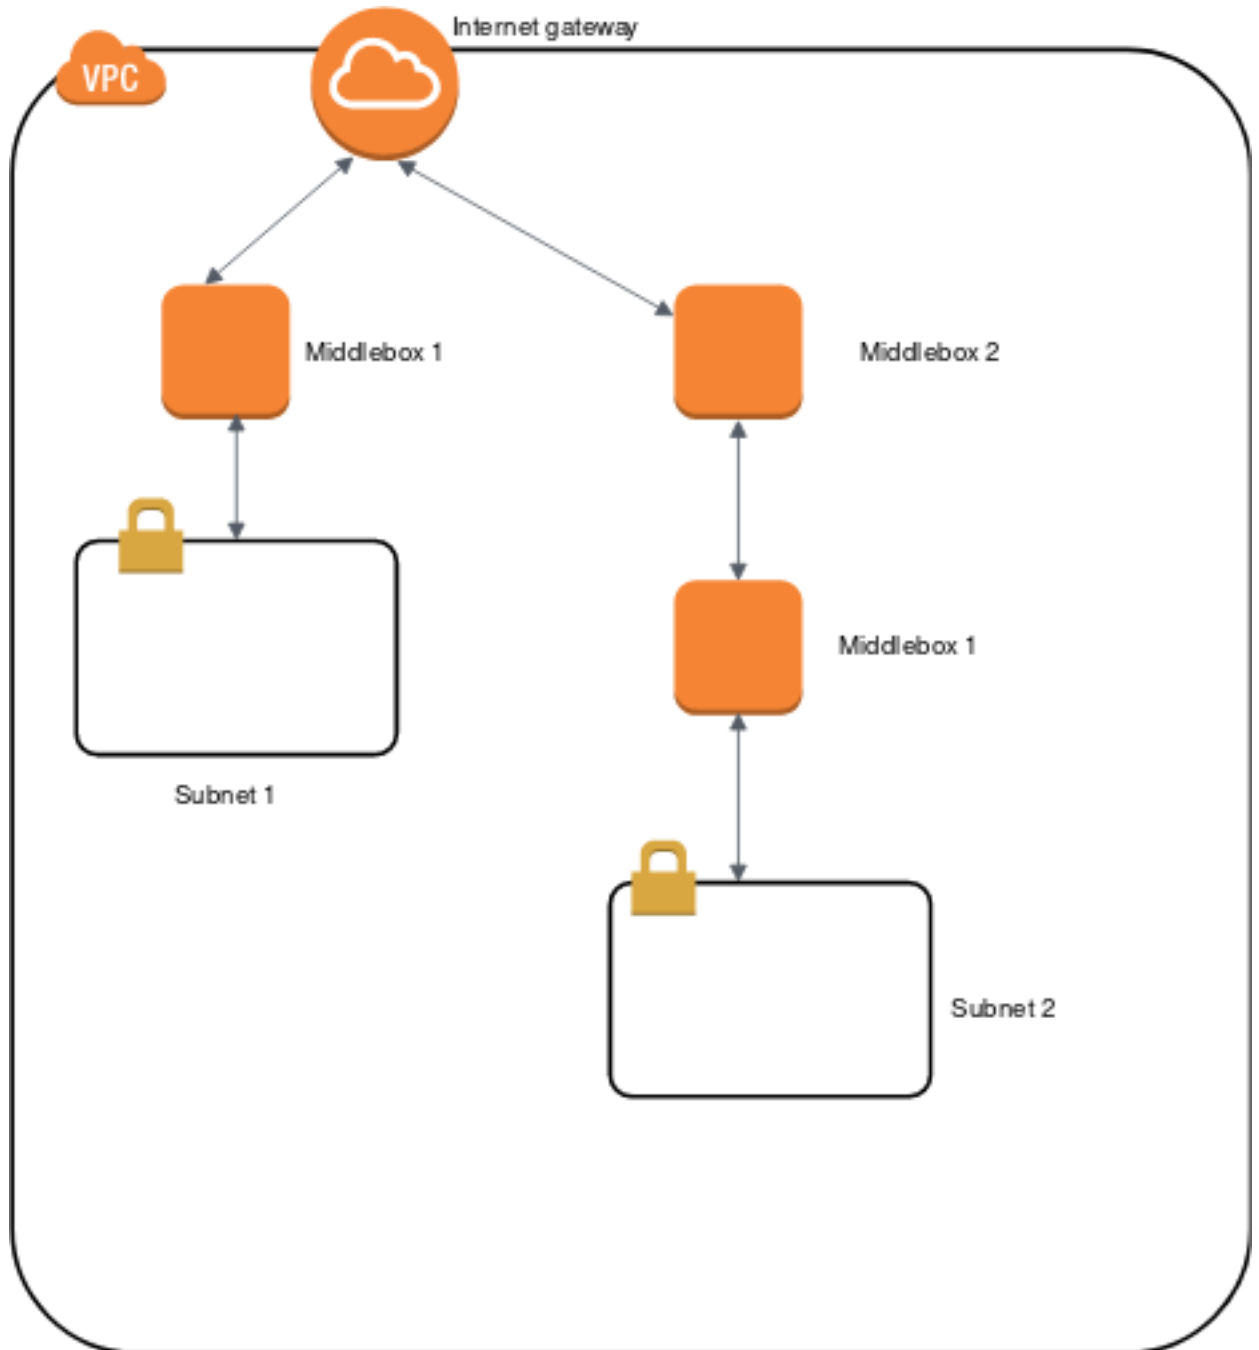 Internet gateway
VPC
Middlebox 1
Middlebox 2
Middlebox 1
Subnet 1
Subnet 2